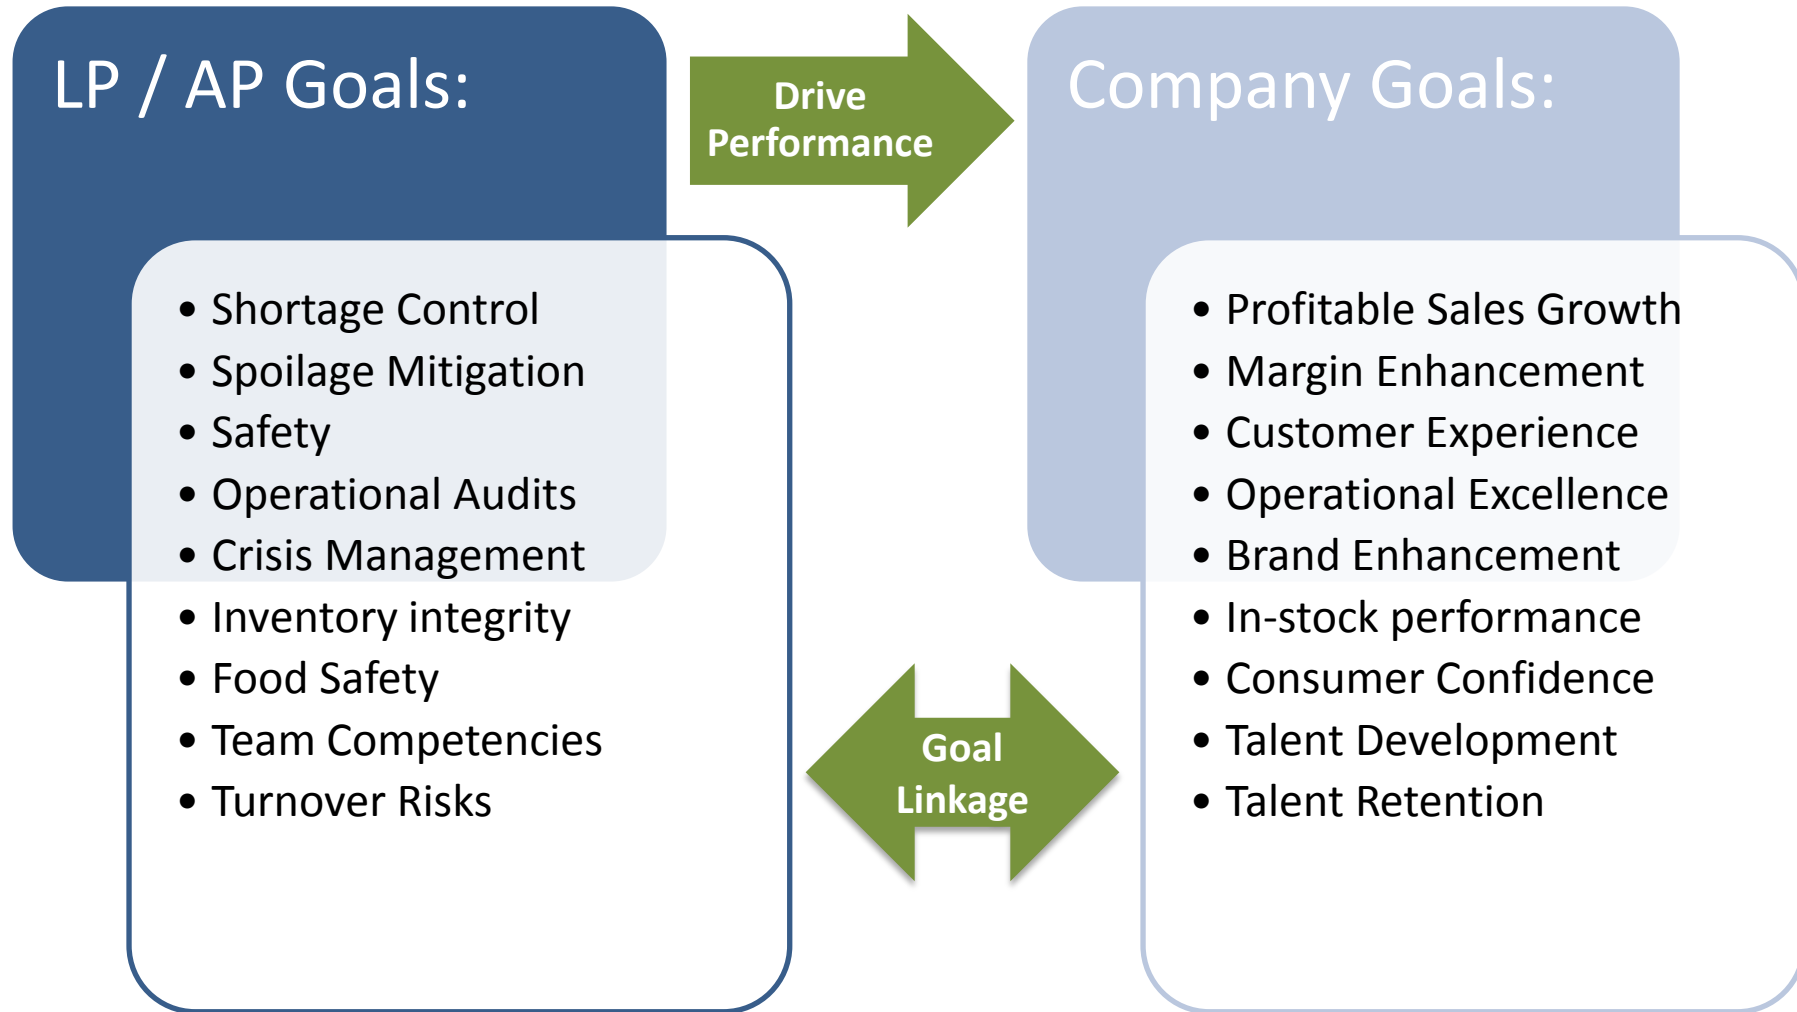 LP / AP Goals:
• Shortage Control
• Spoilage Mitigation
• Safety
• Operational Audits
• Crisis Management
• Inventory integrity
• Food Safety
• Team Competencies
• Turnover Risks
Drive
Performance
Goal
Linkage
Company Goals:
• Profitable Sales Growth
• Margin Enhancement
• Customer Experience
• Operational Excellence
• Brand Enhancement
• In-stock performance
• Consumer Confidence
• Talent Development
• Talent Retention